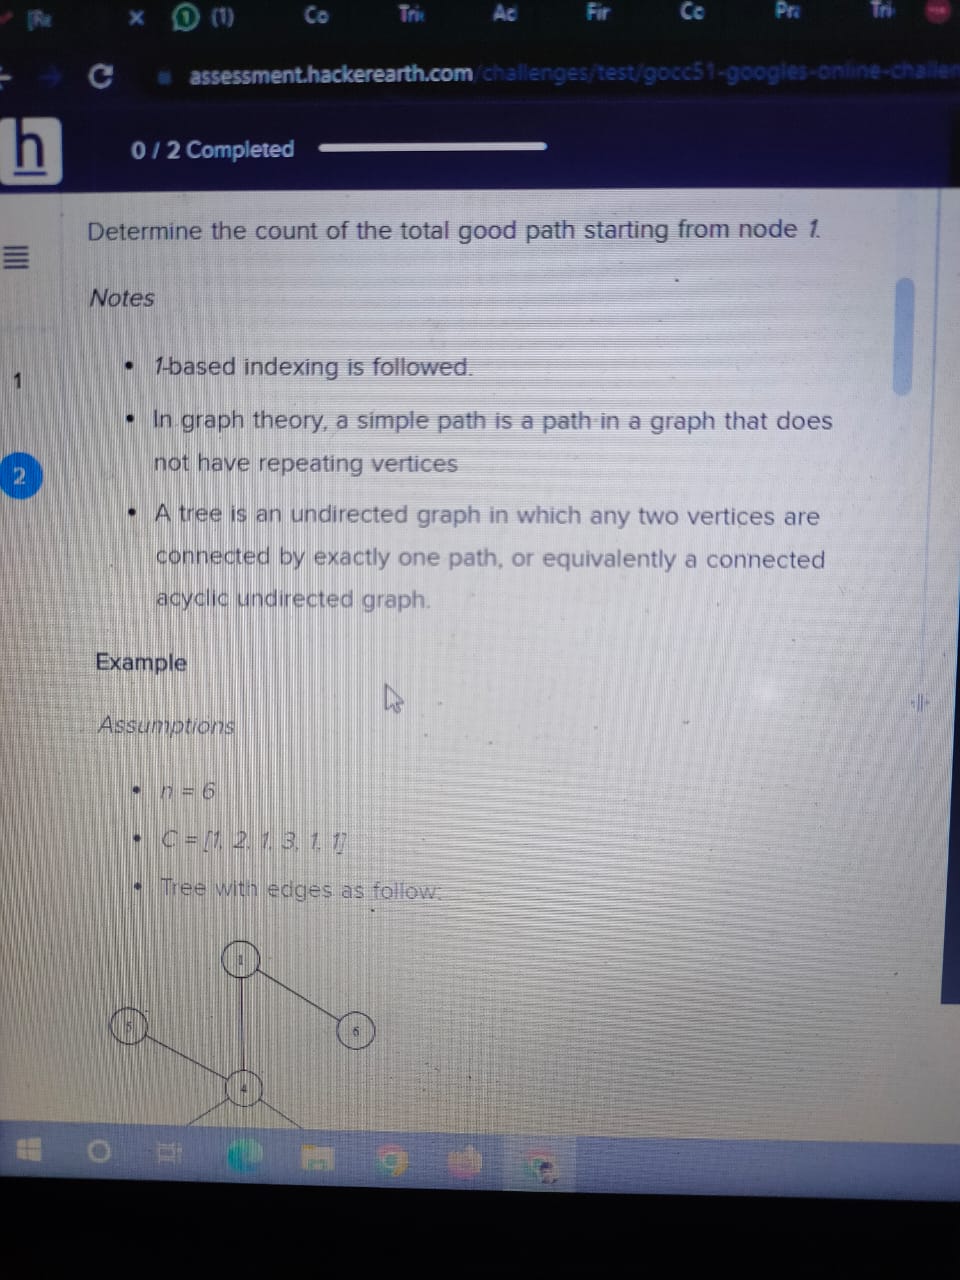 (1) Co Tri Ad Fir Co Pra Tri
assessment.hackerearth.com/challenges/test/gocc51-googles-online-challen
h
0 / 2 Completed
Determine the count of the total good path starting from node 1.
Notes
• 1-based indexing is followed.
1
• In graph theory, a simple path is a path in a graph that does
not have repeating vertices
2
• A tree is an undirected graph in which any two vertices are
connected by exactly one path, or equivalently a connected
acyclic undirected graph.
Example
Assumptions
• n = 6
• C = [1, 2, 1, 3, 1, 1]
• Tree with edges as follow:
1
5
6
4